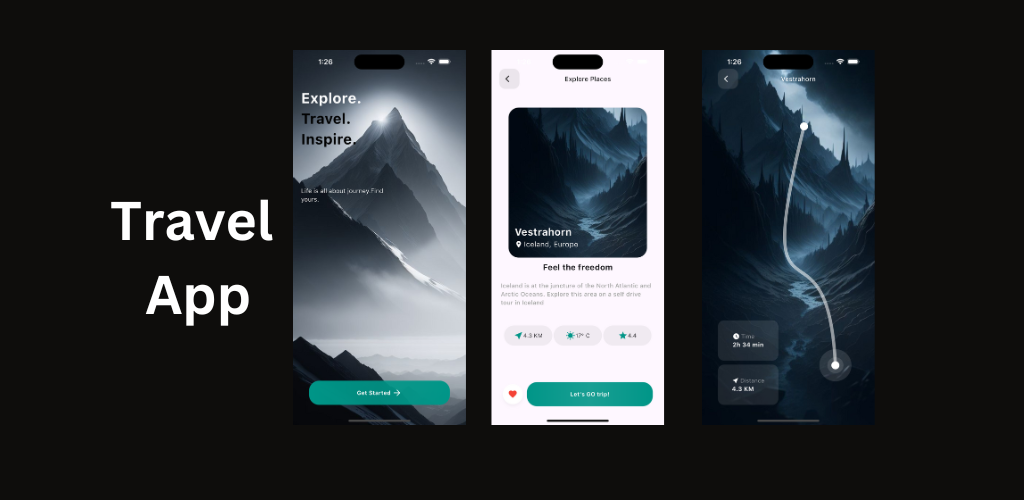 Travel
App
1:26
Explore.
Travel.
Inspire.
Life is all about journey.Find
yours.
Get Started
Explore Places
Vestrahorn
Iceland, Europe
Feel the freedom
Iceland is at the juncture of the North Atlantic and
Arctic Oceans. Explore this area on a self drive
tour in Iceland
4.3 KM
17° C
4.4
Let's GO trip!
1:26
Vestrahorn
Time
2h 34 min
Distance
4.3 KM